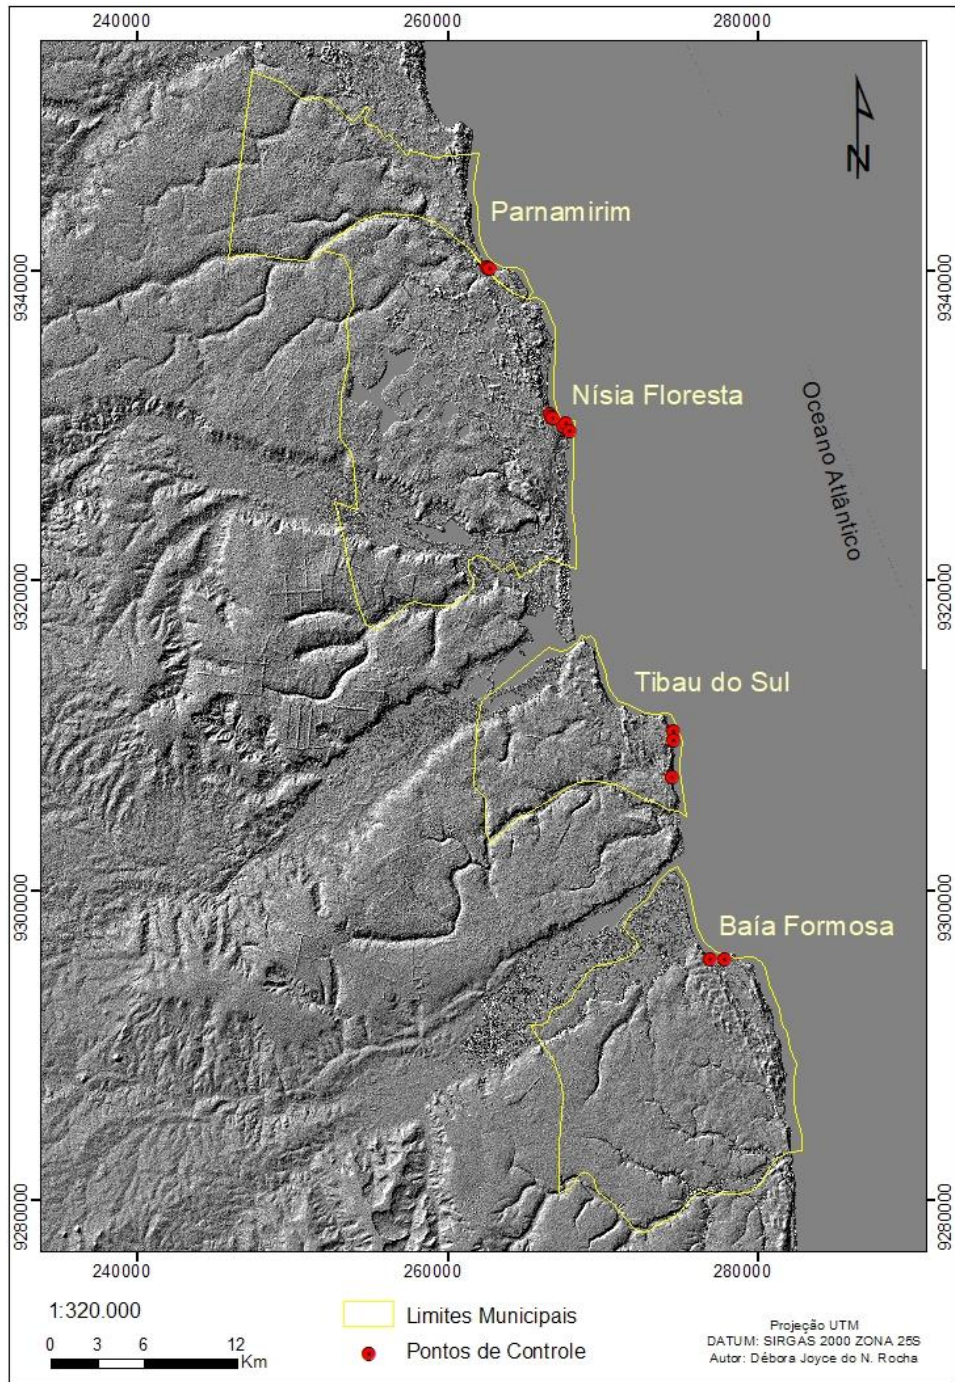 240000 260000 280000
N
Parnamirim
9340000 9340000
Nísia Floresta
Oceano Atlântico
9320000 9320000
Tibau do Sul
9300000 9300000
Baía Formosa
9280000 9280000
240000 260000 280000
1:320.000
0 3 6 12
Km
Limites Municipais
Pontos de Controle
Projeção UTM
DATUM: SIRGAS 2000 ZONA 25S
Autor: Débora Joyce do N. Rocha